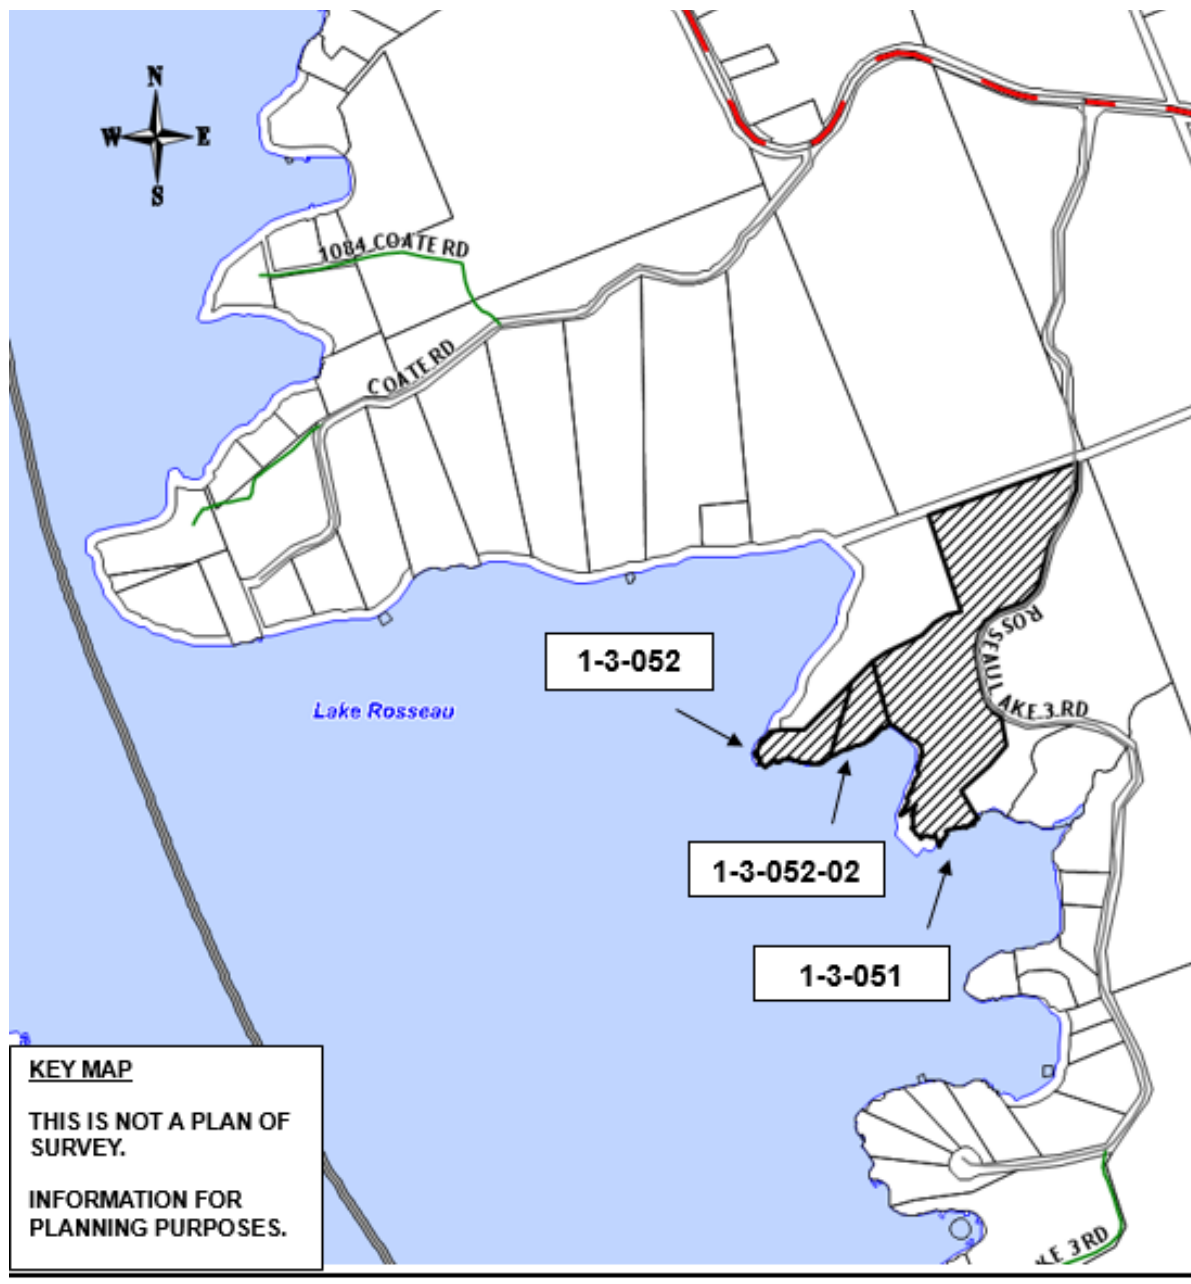 N
W E
S
1084 COATE RD
COATE RD
1-3-052
ROSSEAU LAKE 3 RD
Lake Rosseau
1-3-052-02
1-3-051
KEY MAP
THIS IS NOT A PLAN OF
SURVEY.
INFORMATION FOR
PLANNING PURPOSES.
KE 3 RD